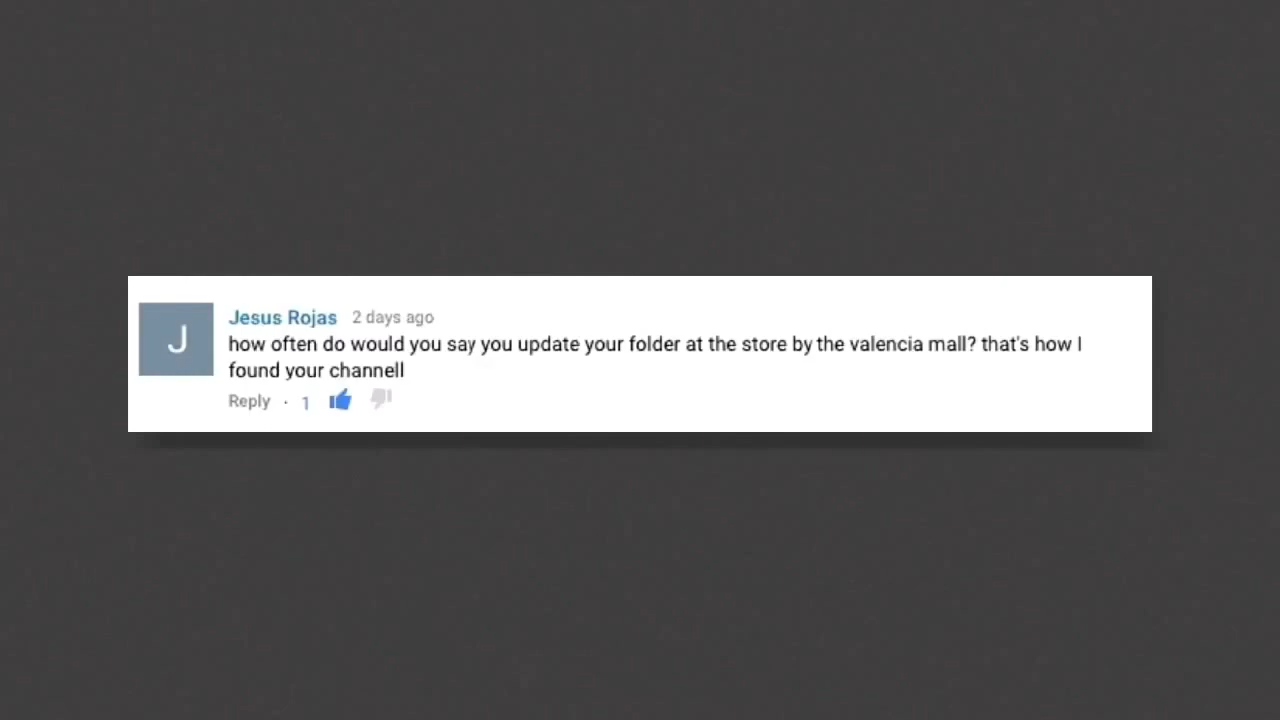 J
Jesus Rojas 2 days ago
how often do would you say you update your folder at the store by the valencia mall? that's how I
found your channell
Reply · 1